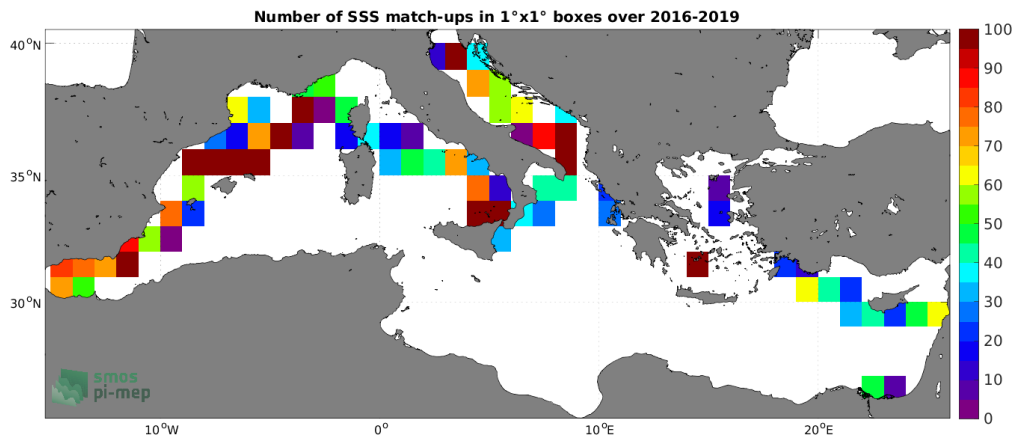 Number of SSS match-ups in 1°x1° boxes over 2016-2019
40°N
35°N
30°N
10°W
0°
10°E
20°E
100
90
80
70
60
50
40
30
20
10
0
smos
pi-mep